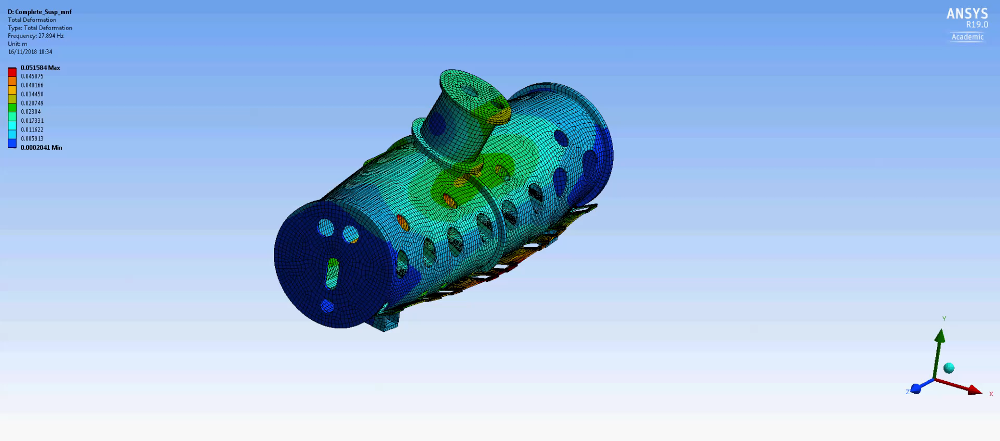 D: Complete_Susp_mnf
Total Deformation
Type: Total Deformation
Frequency: 27.894 Hz
Unit: m
16/11/2018 10:34
0.051584 Max
0.045875
0.040166
0.034458
0.028749
0.02304
0.017331
0.011622
0.005913
0.0002041 Min
ANSYS
R19.0
Academic
Y
Z
X